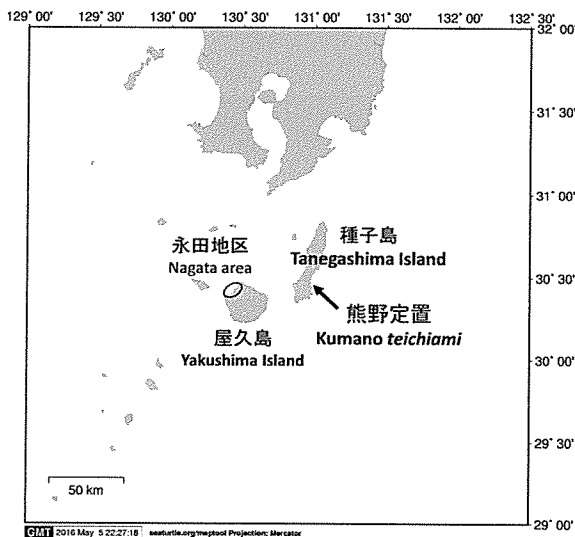 129° 00' 129° 30' 130° 00' 130° 30' 131° 00' 131° 30' 132° 00' 132° 30'
32° 00'
31° 30'
31° 00'
種子島
Tanegashima Island
永田地区
Nagata area
30° 30'
熊野定置
Kumano teichiami
屋久島
Yakushima Island
30° 00'
29° 30'
50 km
29° 00'
GMT 2016 May 5 22:27:18 seaturtle.org/maptool Projection: Mercator